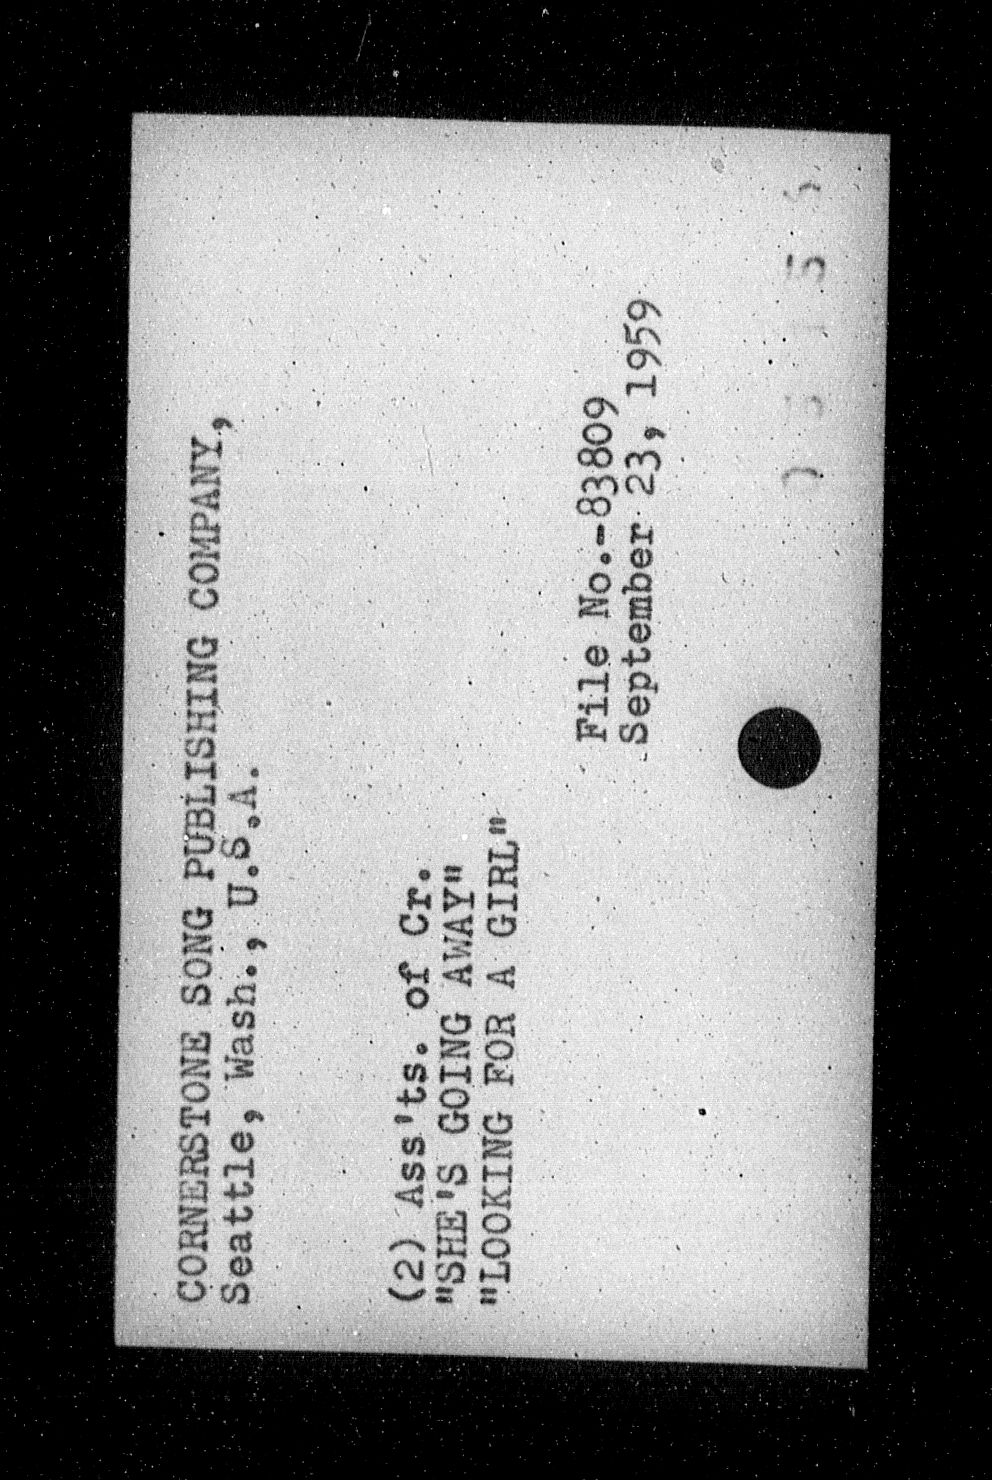 CORNERSTONE SONG PUBLISHING COMPANY,
Seattle, Wash., U.S.A.
(2) Ass'ts. of Cr.
"SHE'S GOING AWAY"
"LOOKING FOR A GIRL"
File No.-83809
September 23, 1959